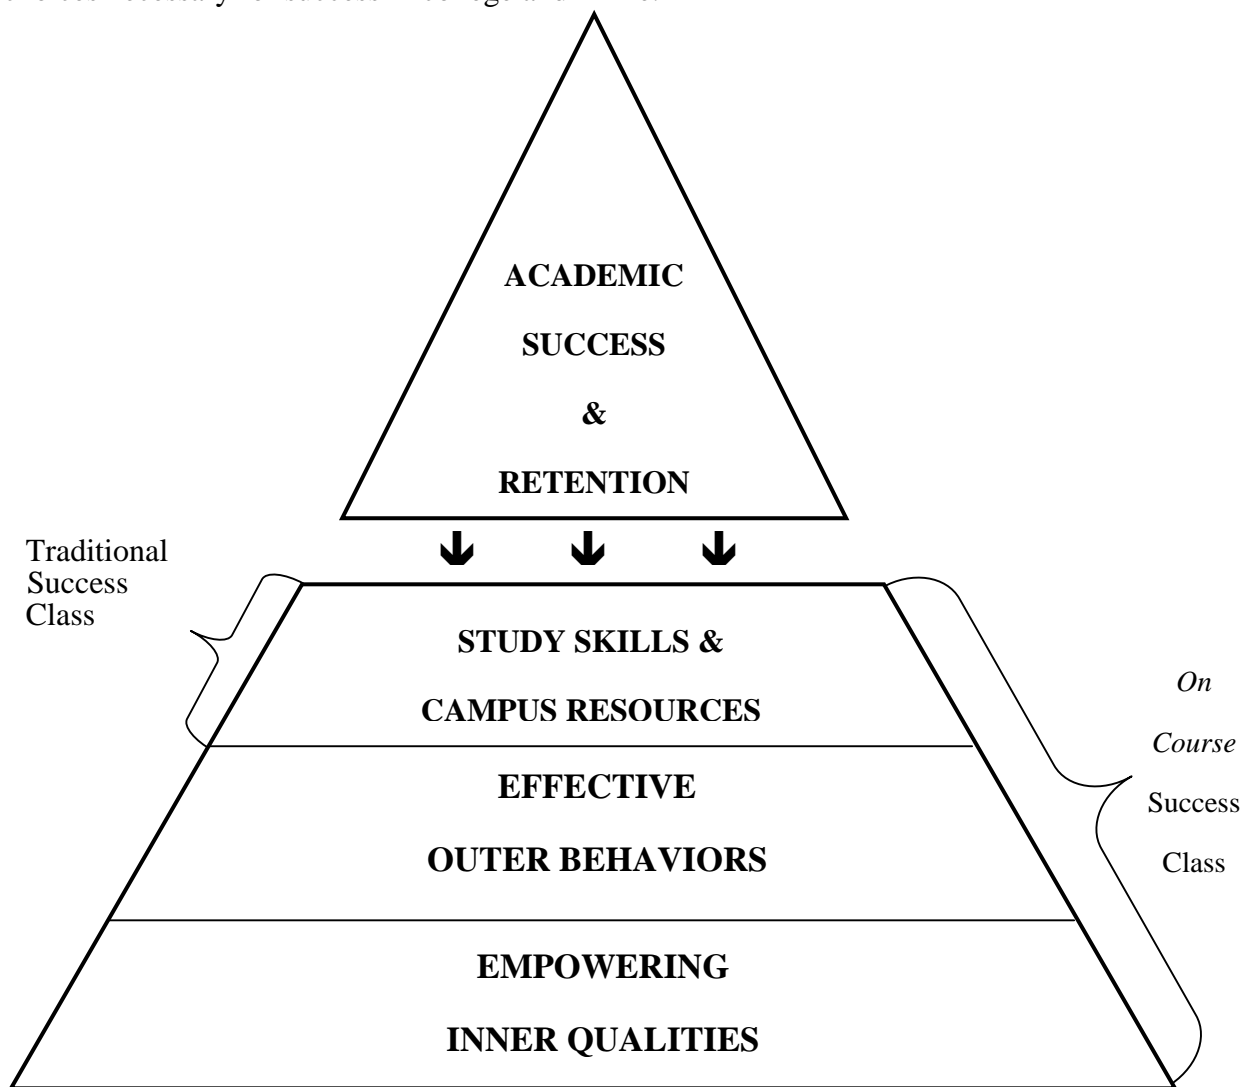 ACADEMIC
SUCCESS
&
RETENTION
Traditional
Success
Class
STUDY SKILLS &
CAMPUS RESOURCES
On
Course
Success
Class
EFFECTIVE
OUTER BEHAVIORS
EMPOWERING
INNER QUALITIES